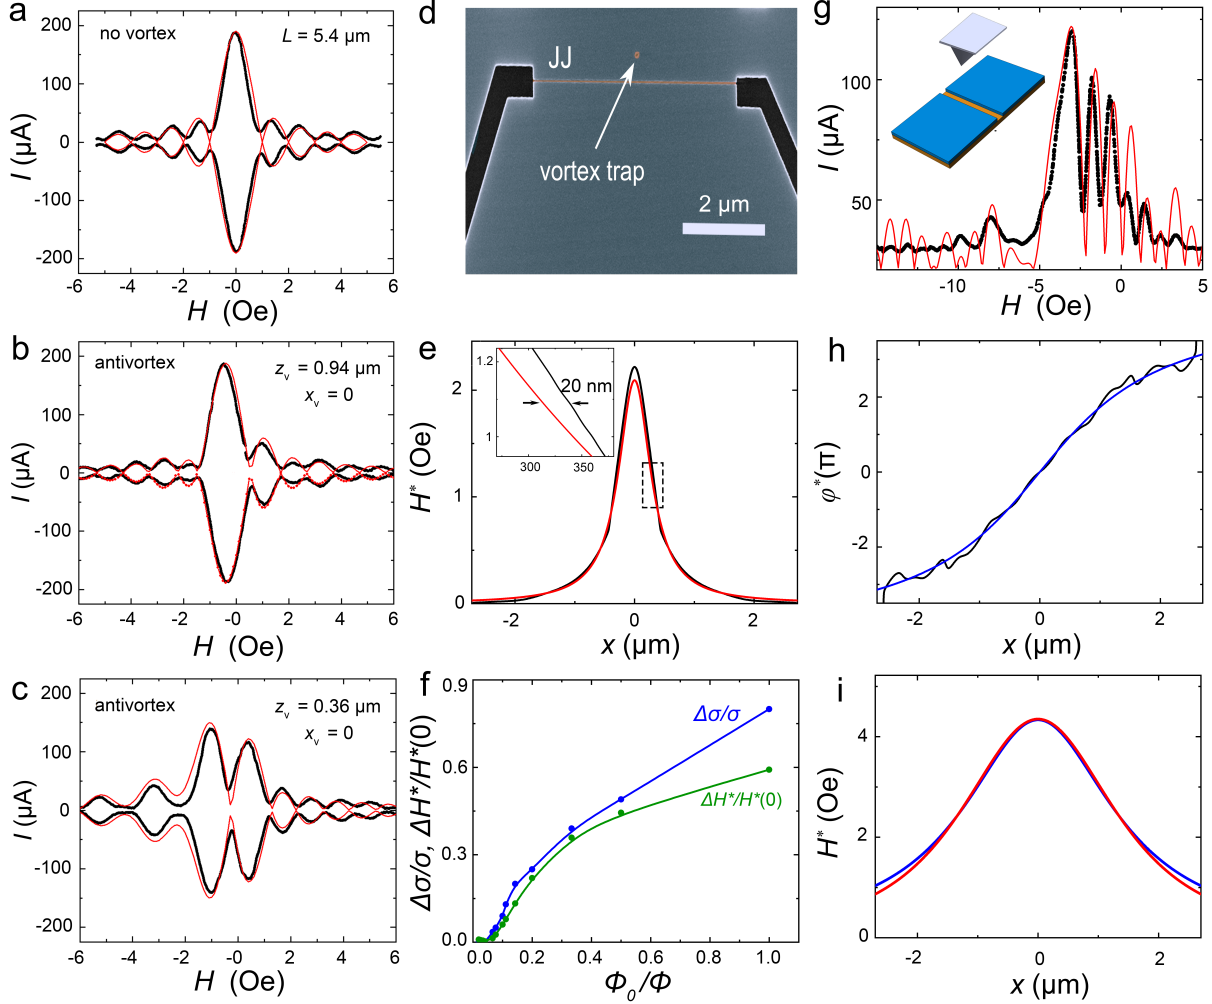 a
no vortex
L = 5.4 µm
200
100
0
-100
-200
I (µA)
-6 -4 -2 0 2 4 6
H (Oe)
b
antivortex
z_v = 0.94 µm
x_v = 0
200
100
0
-100
-200
I (µA)
-6 -4 -2 0 2 4 6
H (Oe)
c
antivortex
z_v = 0.36 µm
x_v = 0
200
100
0
-100
-200
I (µA)
-6 -4 -2 0 2 4 6
H (Oe)
d
JJ
vortex trap
2 µm
e
1.2
1
20 nm
300 350
2
1
0
H* (Oe)
-2 0 2
x (µm)
f
0.9
0.6
0.3
0.0
Δσ/σ, ΔH*/H*(0)
Δσ/σ
ΔH*/H*(0)
0.0 0.2 0.4 0.6 0.8 1.0
Φ₀/Φ
g
100
50
I (µA)
-10 -5 0 5
H (Oe)
h
2
0
-2
φ*(π)
-2 0 2
x (µm)
i
4
2
0
H* (Oe)
-2 0 2
x (µm)